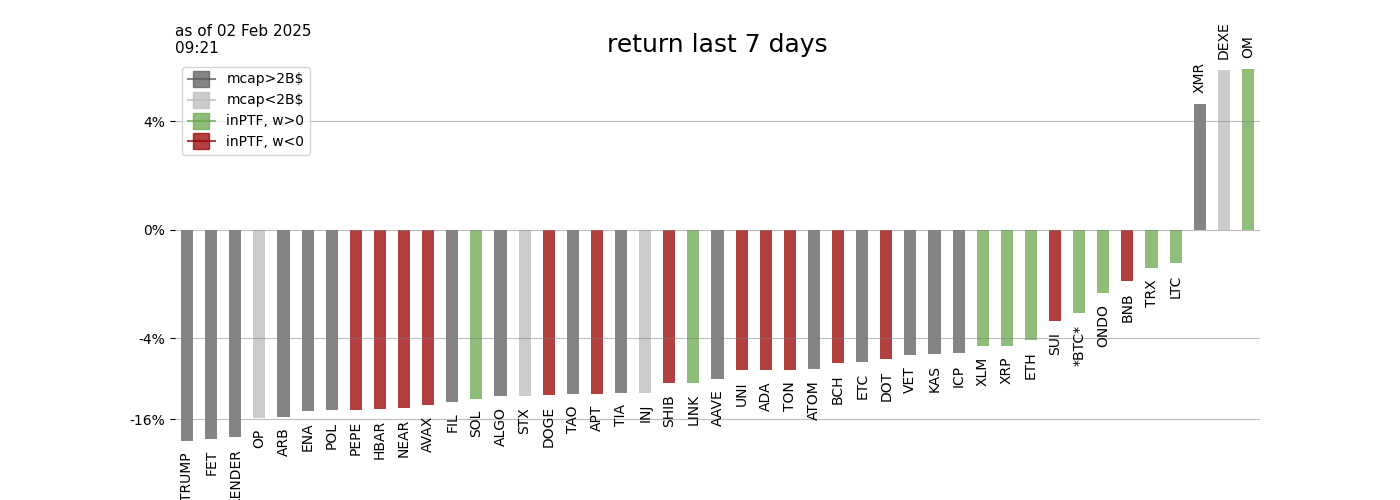 as of 02 Feb 2025
09:21
return last 7 days
mcap>2B$
mcap<2B$
inPTF, w>0
inPTF, w<0
4%
0%
-4%
-16%
TRUMP
FET
ENDER
OP
ARB
ENA
POL
PEPE
HBAR
NEAR
AVAX
FIL
SOL
ALGO
STX
DOGE
TAO
APT
TIA
INJ
SHIB
LINK
AAVE
UNI
ADA
TON
ATOM
BCH
ETC
DOT
VET
KAS
ICP
XLM
XRP
ETH
SUI
*BTC*
ONDO
BNB
TRX
LTC
XMR
DEXE
OM